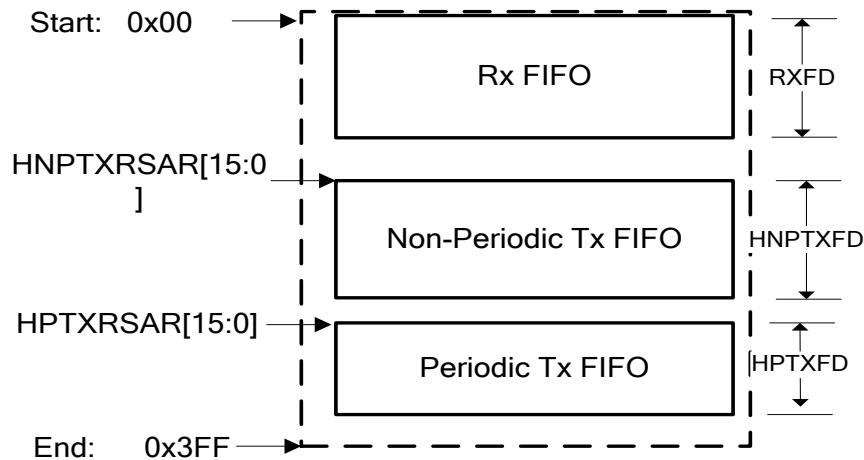 Start: 0x00
Rx FIFO
RXFD
HNPTXRSAR[15:0
]
Non-Periodic Tx FIFO
HNPTXFD
HPTXRSAR[15:0]
Periodic Tx FIFO
HPTXFD
End: 0x3FF